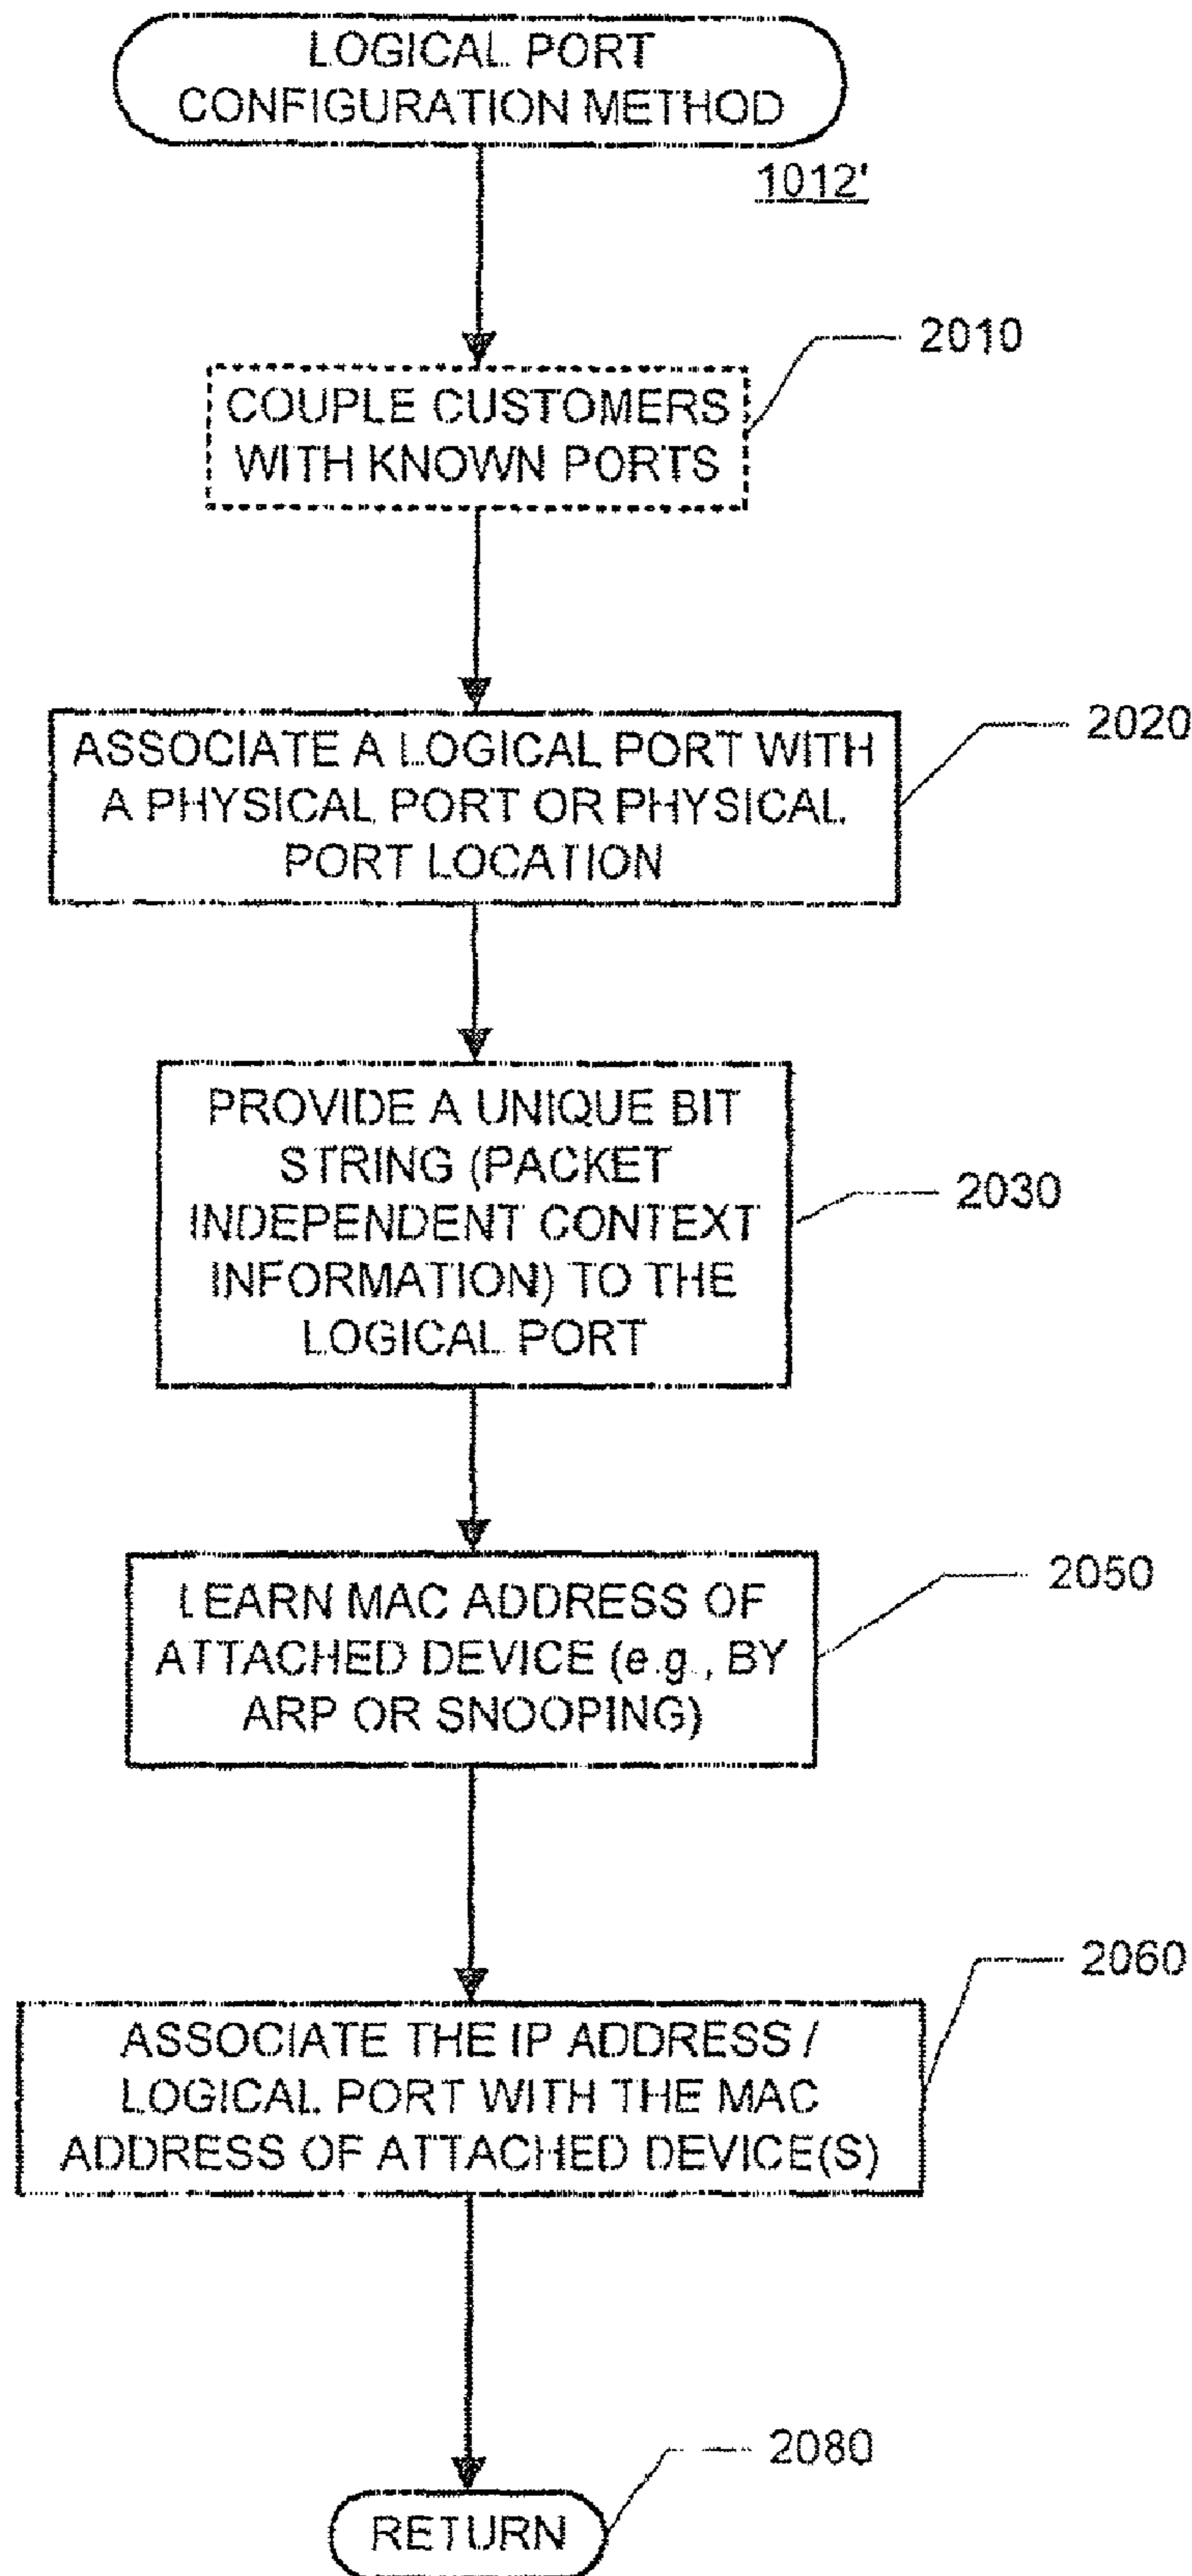 LOGICAL PORT
CONFIGURATION METHOD
1012'
2010
COUPLE CUSTOMERS
WITH KNOWN PORTS
2020
ASSOCIATE A LOGICAL PORT WITH
A PHYSICAL PORT OR PHYSICAL
PORT LOCATION
PROVIDE A UNIQUE BIT
STRING (PACKET
INDEPENDENT CONTEXT
INFORMATION) TO THE
LOGICAL PORT
2030
LEARN MAC ADDRESS OF
ATTACHED DEVICE (e.g., BY
ARP OR SNOOPING)
2050
2060
ASSOCIATE THE IP ADDRESS /
LOGICAL PORT WITH THE MAC
ADDRESS OF ATTACHED DEVICE(S)
2080
RETURN